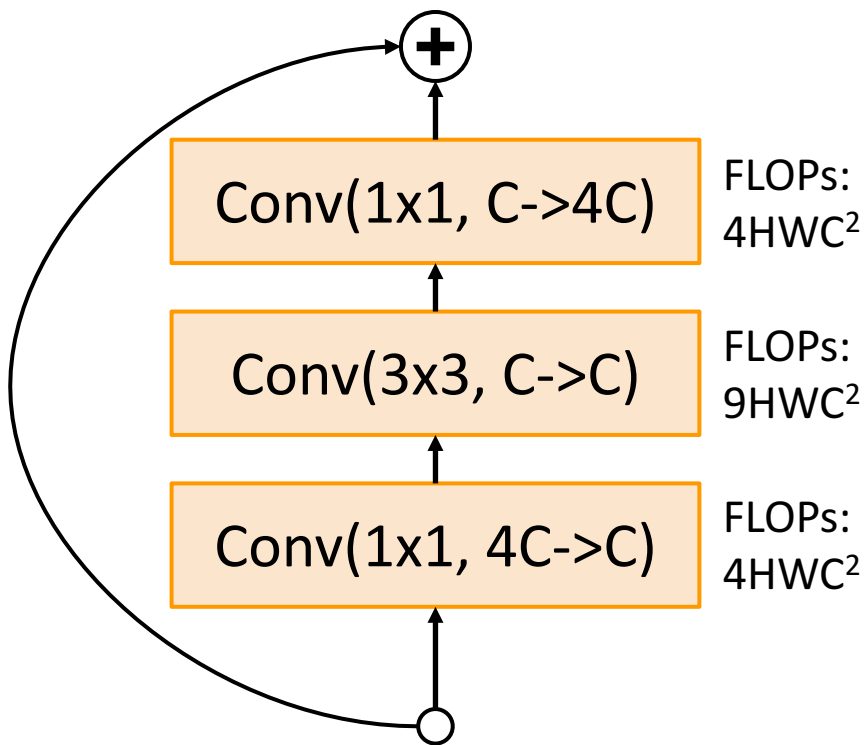 +
Conv(1x1, C->4C)
FLOPs:
4HWC²
Conv(3x3, C->C)
FLOPs:
9HWC²
Conv(1x1, 4C->C)
FLOPs:
4HWC²